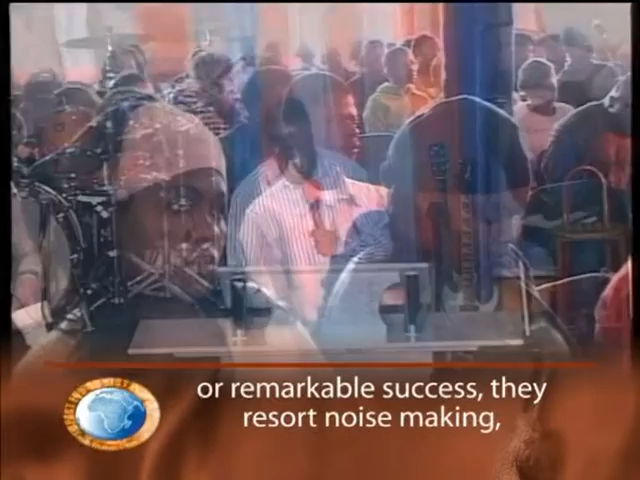 or remarkable success, they
resort noise making,